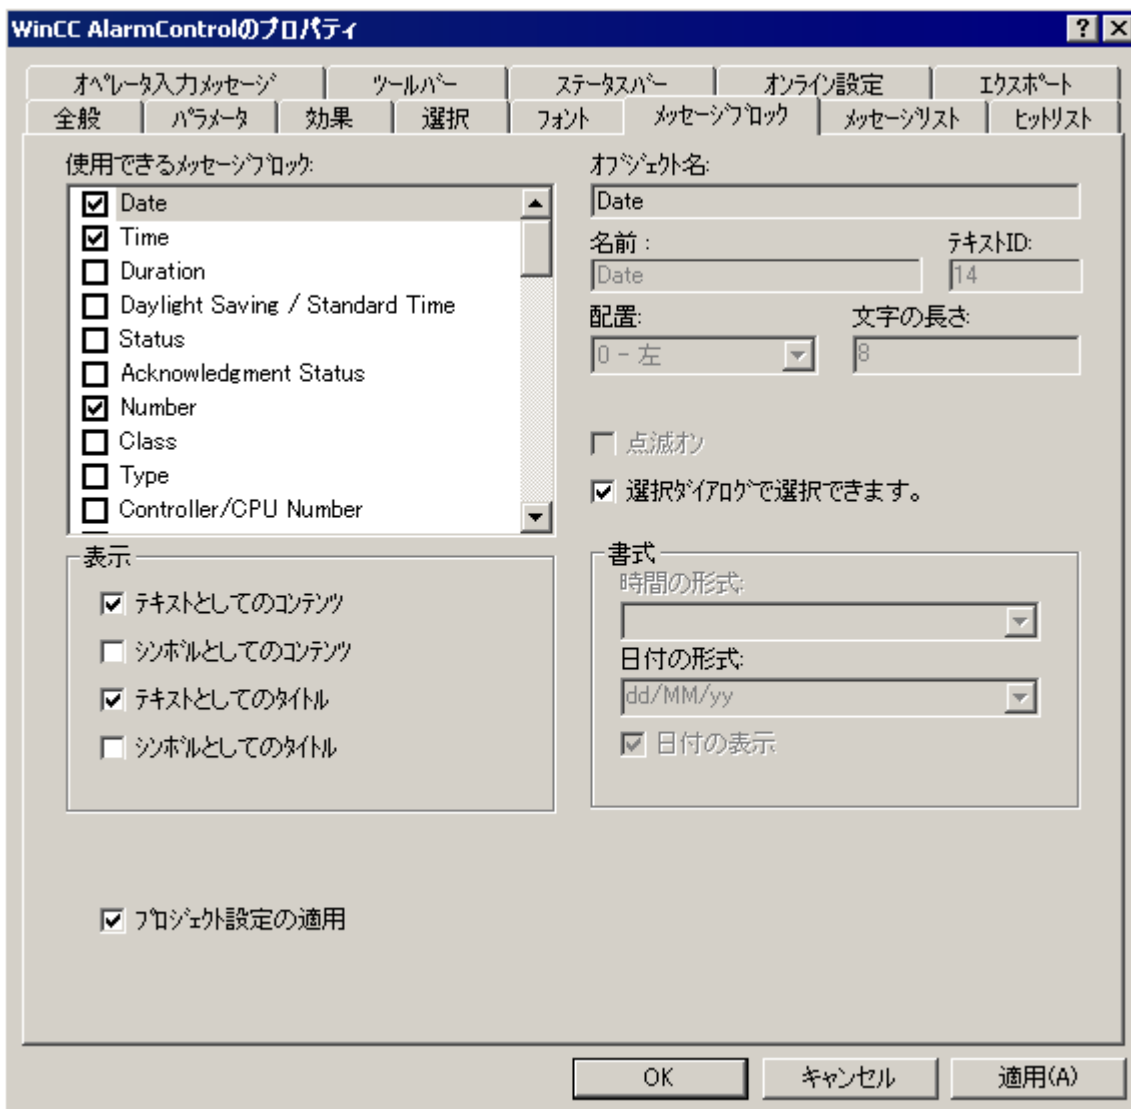 WinCC AlarmControlのプロパティ
オペレータ入力メッセージ ツールバー ステータスバー オンライン設定 エクスポート
全般 パラメータ 効果 選択 フォント メッセージブロック メッセージリスト ヒットリスト
使用できるメッセージブロック:
Date
Time
Duration
Daylight Saving / Standard Time
Status
Acknowledgment Status
Number
Class
Type
Controller/CPU Number
オブジェクト名:
Date
名前 : テキストID:
Date 14
配置: 文字の長さ:
0 - 左 8
点滅オン
選択ダイアログで選択できます。
表示
テキストとしてのコンテンツ
シンボルとしてのコンテンツ
テキストとしてのタイトル
シンボルとしてのタイトル
書式
時間の形式:
日付の形式:
dd/MM/yy
日付の表示
プロジェクト設定の適用
OK キャンセル 適用(A)